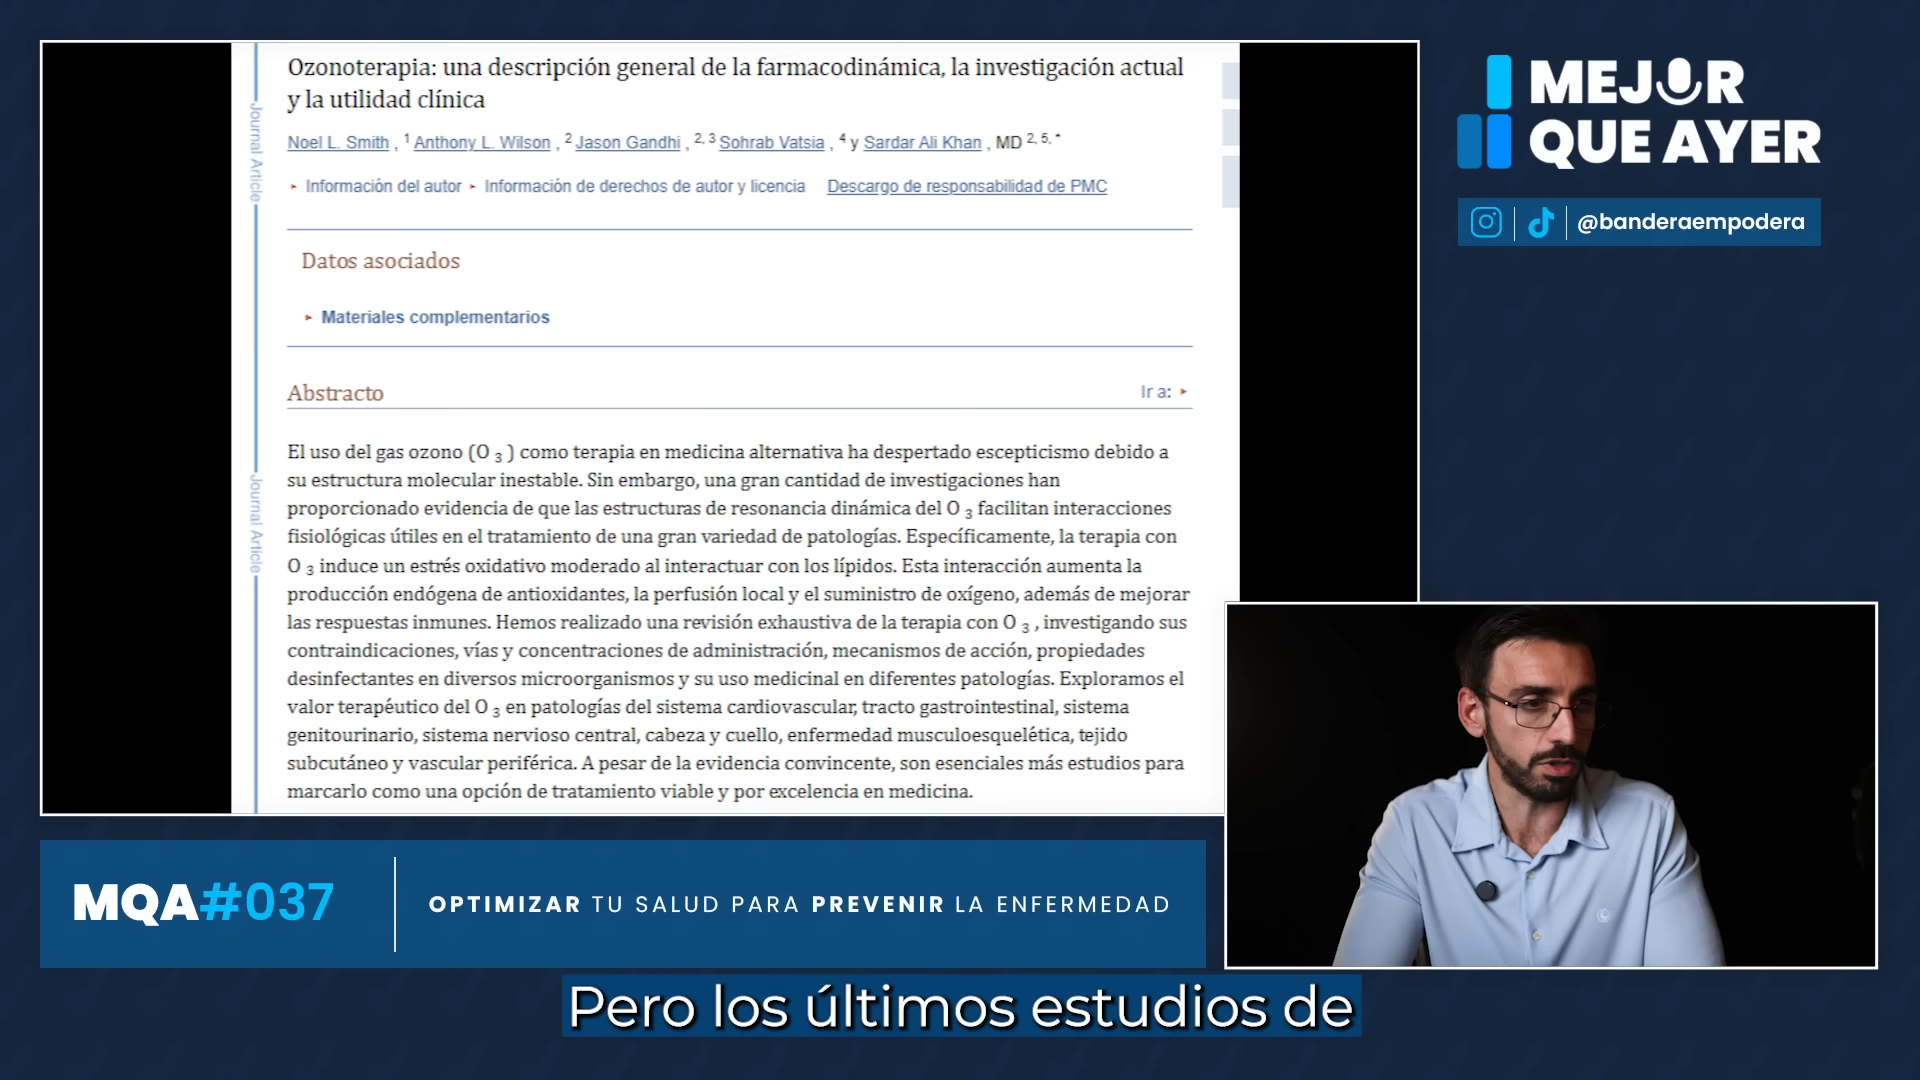 Ozonoterapia: una descripción general de la farmacodinámica, la investigación actual
y la utilidad clínica
Noel L. Smith , 1 Anthony L. Wilson , 2 Jason Gandhi , 2, 3 Sohrab Vatsia , 4 y Sardar Ali Khan , MD 2, 5, *
Información del autor Información de derechos de autor y licencia Descargo de responsabilidad de PMC
Datos asociados
Materiales complementarios
Abstracto Ir a:
El uso del gas ozono (O 3 ) como terapia en medicina alternativa ha despertado escepticismo debido a
su estructura molecular inestable. Sin embargo, una gran cantidad de investigaciones han
proporcionado evidencia de que las estructuras de resonancia dinámica del O 3 facilitan interacciones
fisiológicas útiles en el tratamiento de una gran variedad de patologías. Específicamente, la terapia con
O 3 induce un estrés oxidativo moderado al interactuar con los lípidos. Esta interacción aumenta la
producción endógena de antioxidantes, la perfusión local y el suministro de oxígeno, además de mejorar
las respuestas inmunes. Hemos realizado una revisión exhaustiva de la terapia con O 3 , investigando sus
contraindicaciones, vías y concentraciones de administración, mecanismos de acción, propiedades
desinfectantes en diversos microorganismos y su uso medicinal en diferentes patologías. Exploramos el
valor terapéutico del O 3 en patologías del sistema cardiovascular, tracto gastrointestinal, sistema
genitourinario, sistema nervioso central, cabeza y cuello, enfermedad musculoesquelética, tejido
subcutáneo y vascular periférica. A pesar de la evidencia convincente, son esenciales más estudios para
marcarlo como una opción de tratamiento viable y por excelencia en medicina.
Journal Article
Journal Article
MEJOR
QUE AYER
@banderaempodera
MQA#037
OPTIMIZAR TU SALUD PARA PREVENIR LA ENFERMEDAD
Pero los últimos estudios de